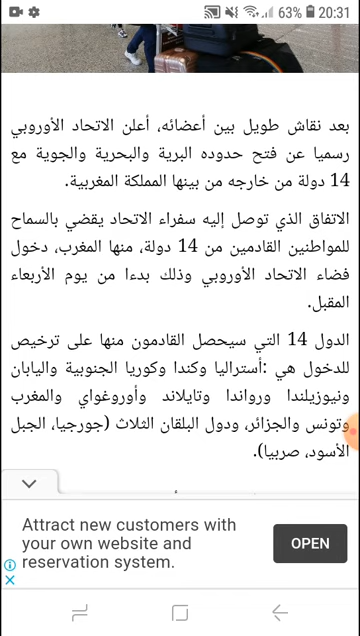 63% 20:31
بعد نقاش طويل بين أعضائه، أعلن الاتحاد الأوروبي
رسميا عن فتح حدوده البرية والبحرية والجوية مع
14 دولة من خارجه من بينها المملكة المغربية.
الاتفاق الذي توصل إليه سفراء الاتحاد يقضي بالسماح
للمواطنين القادمين من 14 دولة، منها المغرب، دخول
فضاء الاتحاد الأوروبي وذلك بدءا من يوم الأربعاء
المقبل.
الدول 14 التي سيحصل القادمون منها على ترخيص
للدخول هي :أستراليا وكندا وكوريا الجنوبية واليابان
ونيوزيلندا ورواندا وتايلاند وأوروغواي والمغرب
وتونس والجزائر، ودول البلقان الثلاث (جورجيا، الجبل
الأسود، صربيا).
Attract new customers with
your own website and
reservation system.
OPEN